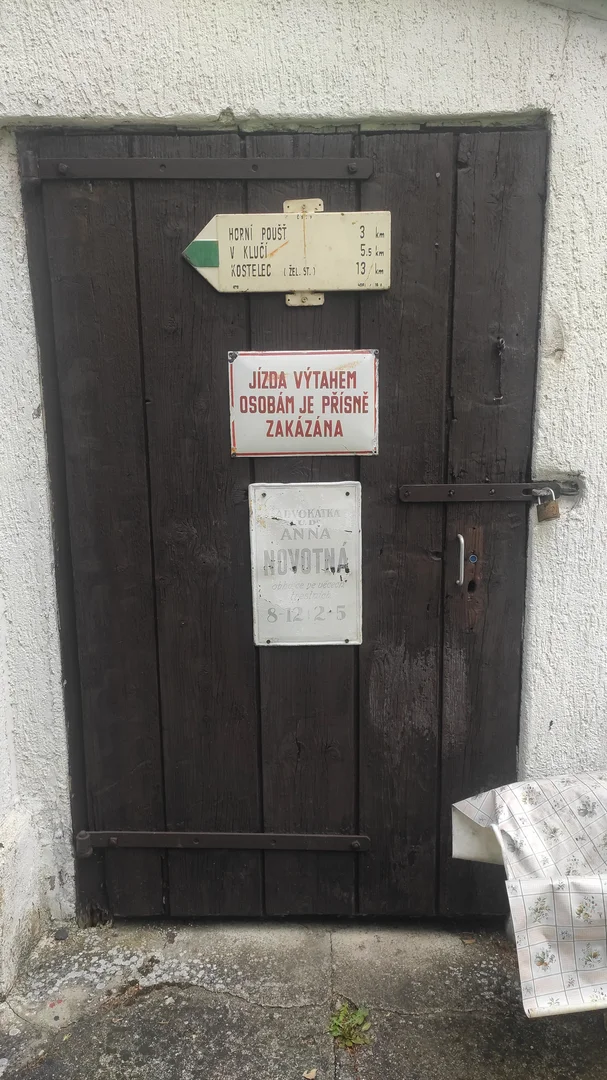 HORNÍ POUŠŤ 3 km
V KLUČÍ 5.5 km
KOSTELEC (ŽEL. ST.) 13 km
JÍZDA VÝTAHEM
OSOBÁM JE PŘÍSNĚ
ZAKÁZÁNA
ADVOKÁTKA
ANNA
NOVOTNÁ
8-12 2-5